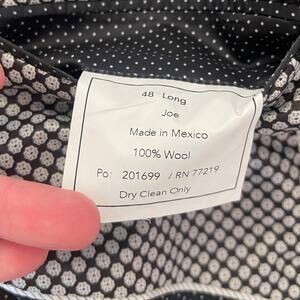 48 Long
Joe
Made in Mexico
100% Wool
Po: 201699 / RN 77219
Dry Clean Only